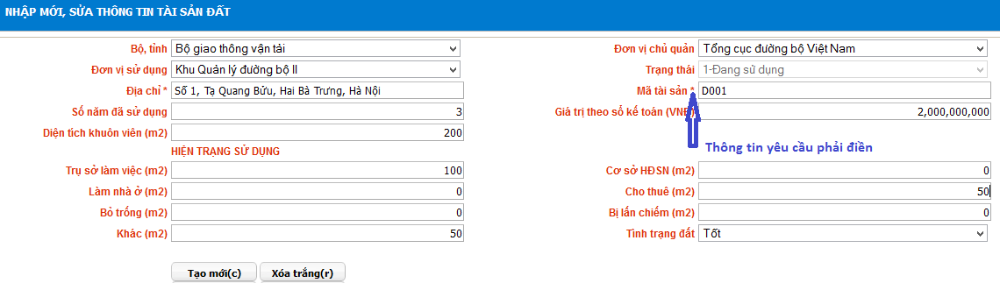 NHẬP MỚI, SỬA THÔNG TIN TÀI SẢN ĐẤT
Bộ, tỉnh Bộ giao thông vận tải Đơn vị chủ quản Tổng cục đường bộ Việt Nam
Đơn vị sử dụng Khu Quản lý đường bộ II Trạng thái 1-Đang sử dụng
Địa chỉ * Số 1, Tạ Quang Bửu, Hai Bà Trưng, Hà Nội Mã tài sản * D001
Số năm đã sử dụng 3 Giá trị theo sổ kế toán (VNĐ) 2,000,000,000
Diện tích khuôn viên (m2) 200
Thông tin yêu cầu phải điền
HIỆN TRẠNG SỬ DỤNG
Trụ sở làm việc (m2) 100 Cơ sở HĐSN (m2) 0
Làm nhà ở (m2) 0 Cho thuê (m2) 50
Bỏ trống (m2) 0 Bị lấn chiếm (m2) 0
Khác (m2) 50 Tình trạng đất Tốt
Tạo mới(c) Xóa trắng(r)